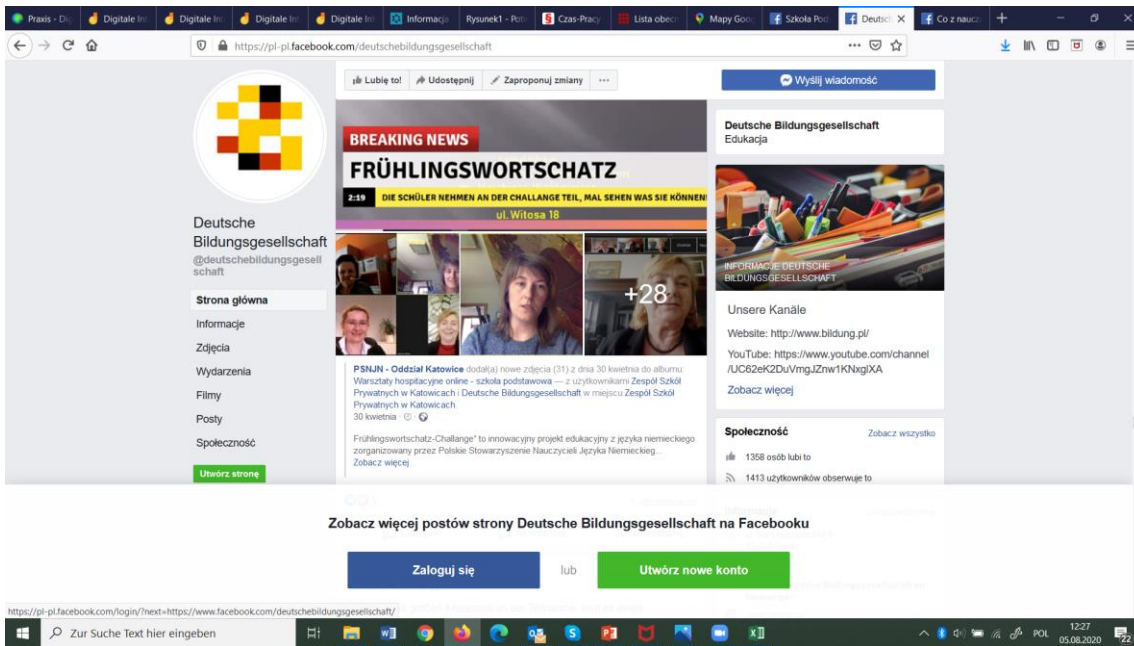 Praxis - Dig
Digitale Int
Digitale Int
Digitale Int
Digitale Int
Informacje
Rysunek1 - Pot
Czas-Pracy
Lista obecn
Mapy Goog
Szkoła Pod
Deutsch
Co z naucz
https://pl-pl.facebook.com/deutschebildungsgesellschaft
Lubię to! Udostępnij Zaproponuj zmiany
Wyślij wiadomość
Deutsche
Bildungsgesellschaft
@deutschebildungsgesell
schaft
Strona główna
Informacje
Zdjęcia
Wydarzenia
Filmy
Posty
Społeczność
Utwórz stronę
BREAKING NEWS
FRÜHLINGSWORTSCHATZ
2:19 DIE SCHÜLER NEHMEN AN DER CHALLANGE TEIL, MAL SEHEN WAS SIE KÖNNEN!
ul. Witosa 18
+28
PSNJN - Oddział Katowice dodał(a) nowe zdjęcia (31) z dnia 30 kwietnia do albumu:
Warsztaty hospitacyjne online - szkoła podstawowa — z użytkownikami Zespół Szkół
Prywatnych w Katowicach i Deutsche Bildungsgesellschaft w miejscu Zespół Szkół
Prywatnych w Katowicach.
30 kwietnia
Frühlingswortschatz-Challange" to innowacyjny projekt edukacyjny z języka niemieckiego
zorganizowany przez Polskie Stowarzyszenie Nauczycieli Języka Niemieckieg...
Zobacz więcej
Deutsche Bildungsgesellschaft
Edukacja
INFORMACJE DEUTSCHE
BILDUNGSGESELLSCHAFT
Unsere Kanäle
Website: http://www.bildung.pl/
YouTube: https://www.youtube.com/channel
/UC62eK2DuVmgJZnw1KNxgIXA
Zobacz więcej
Społeczność Zobacz wszystko
1358 osób lubi to
1413 użytkowników obserwuje to
Zobacz więcej postów strony Deutsche Bildungsgesellschaft na Facebooku
Zaloguj się lub Utwórz nowe konto
https://pl-pl.facebook.com/login/?next=https://www.facebook.com/deutschebildungsgesellschaft/
Zur Suche Text hier eingeben
POL
12:27
05.08.2020
22